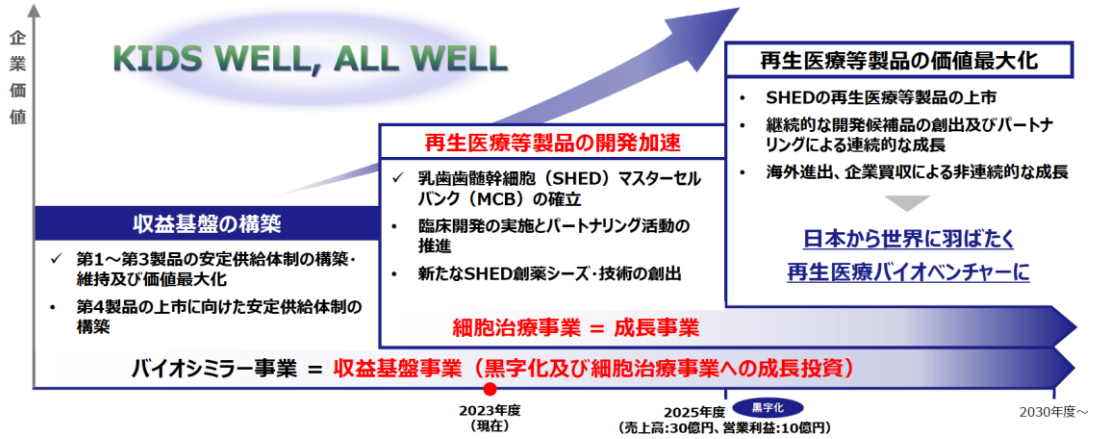 企業価値
KIDS WELL, ALL WELL
収益基盤の構築
✓ 第1～第3製品の安定供給体制の構築・
維持及び価値最大化
• 第4製品の上市に向けた安定供給体制の
構築
再生医療等製品の開発加速
✓ 乳歯歯髄幹細胞（SHED）マスターセル
バンク（MCB）の確立
• 臨床開発の実施とパートナリング活動の
推進
• 新たなSHED創薬シーズ・技術の創出
再生医療等製品の価値最大化
• SHEDの再生医療等製品の上市
• 継続的な開発候補品の創出及びパートナ
リングによる連続的な成長
• 海外進出、企業買収による非連続的な成長
日本から世界に羽ばたく
再生医療バイオベンチャーに
細胞治療事業 = 成長事業
バイオシミラー事業 = 収益基盤事業（黒字化及び細胞治療事業への成長投資）
2023年度
（現在）
2025年度 黒字化
（売上高:30億円、営業利益:10億円）
2030年度～